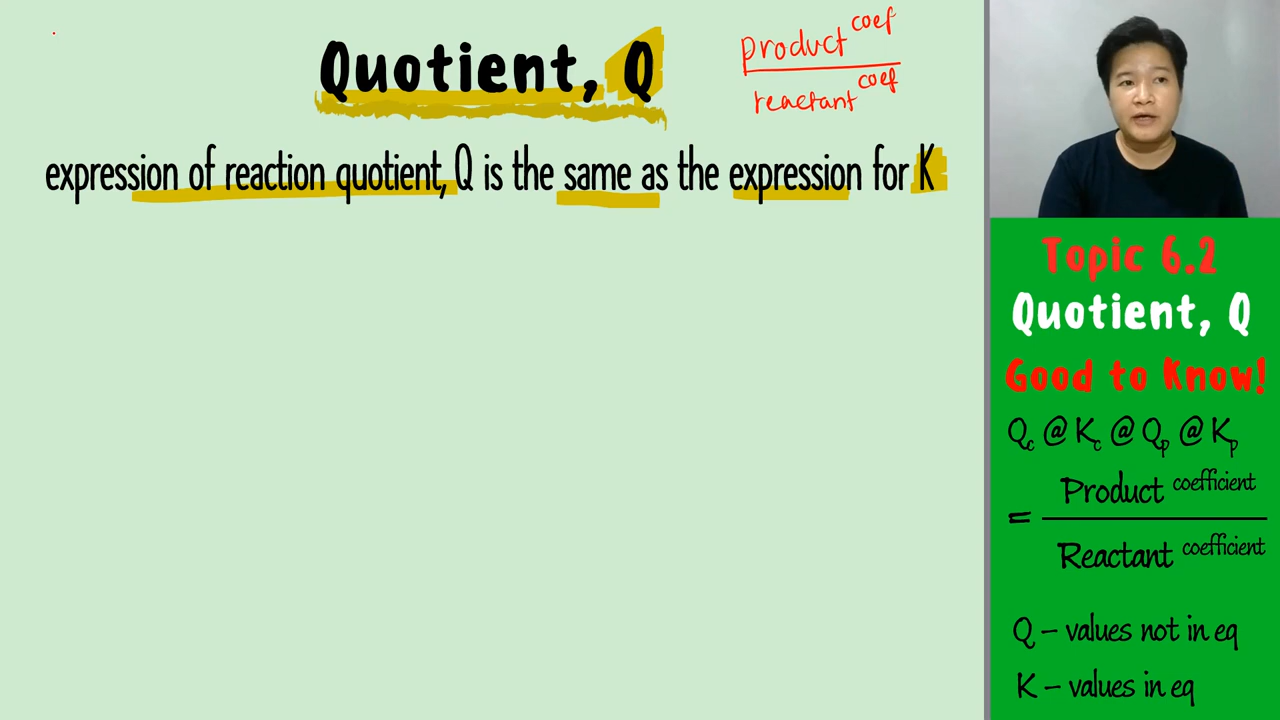 Quotient, Q
product coef
reactant coef
expression of reaction quotient, Q is the same as the expression for K
Topic 6.2
Quotient, Q
Good to Know!
Qc @ Kc @ Qp @ Kp
= Product coefficient
Reactant coefficient
Q – values not in eq
K – values in eq